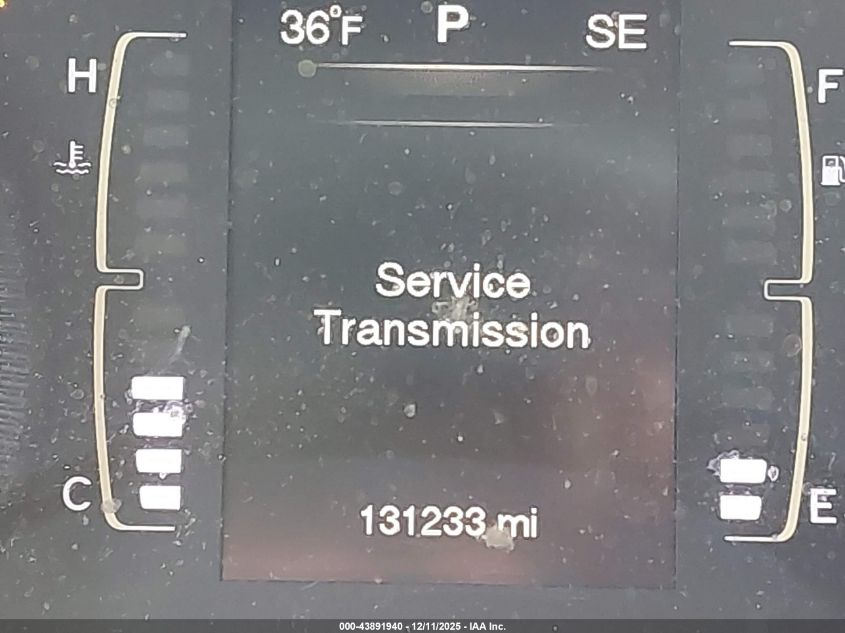 36°F P SE
H F
Service
Transmission
C E
131233 mi
000-43891940 - 12/11/2025 - IAA Inc.